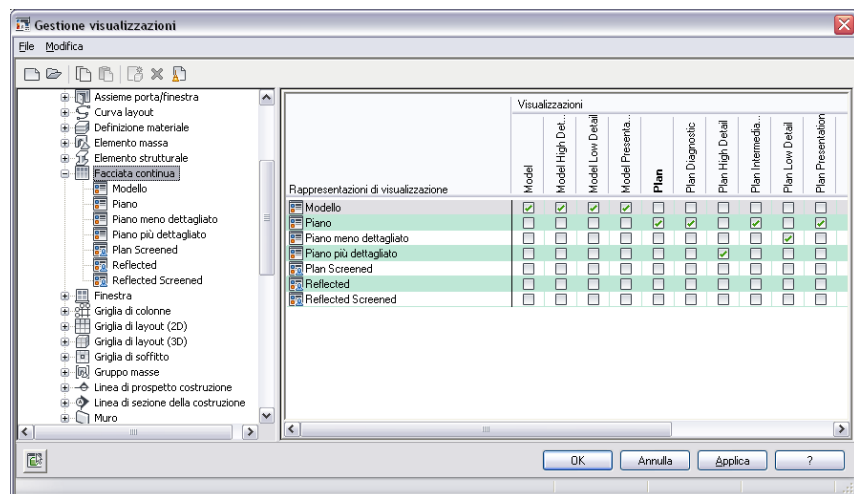 Gestione visualizzazioni
File Modifica
Assieme porta/finestra
Curva layout
Definizione materiale
Elemento massa
Elemento strutturale
Facciata continua
Modello
Piano
Piano meno dettagliato
Piano più dettagliato
Plan Screened
Reflected
Reflected Screened
Finestra
Griglia di colonne
Griglia di layout (2D)
Griglia di layout (3D)
Griglia di soffitto
Gruppo masse
Linea di prospetto costruzione
Linea di sezione della costruzione
Muro
Visualizzazioni
Rappresentazioni di visualizzazione
Model
Model High Det...
Model Low Detail
Model Presenta...
Plan
Plan Diagnostic
Plan High Detail
Plan Intermedia...
Plan Low Detail
Plan Presentation
Modello
Piano
Piano meno dettagliato
Piano più dettagliato
Plan Screened
Reflected
Reflected Screened
OK Annulla Applica ?